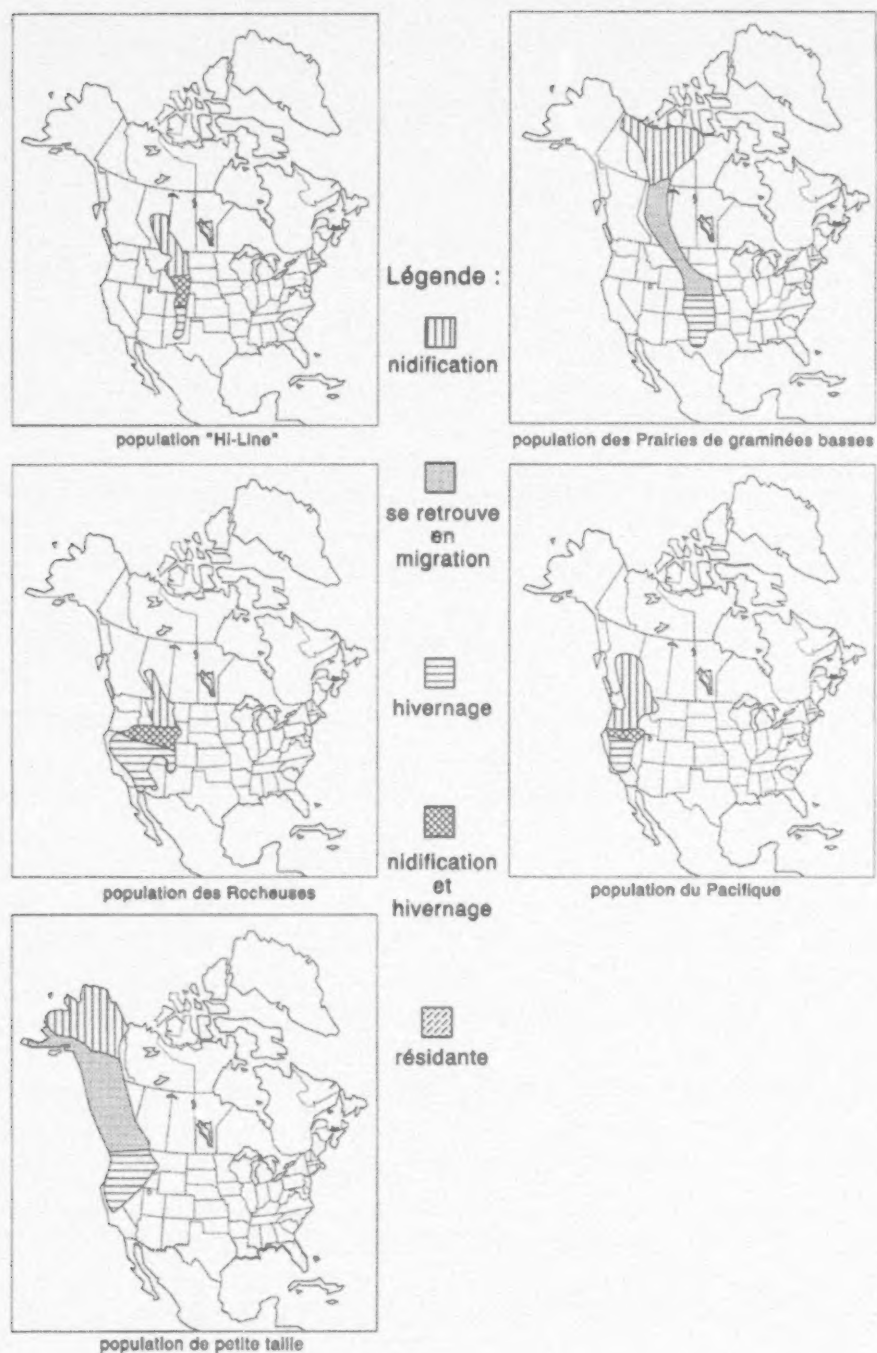 population "Hi-Line"
Légende :
nidification
population des Prairies de graminées basses
se retrouve
en
migration
hivernage
nidification
et
hivernage
population des Rocheuses
population du Pacifique
résidante
population de petite taille